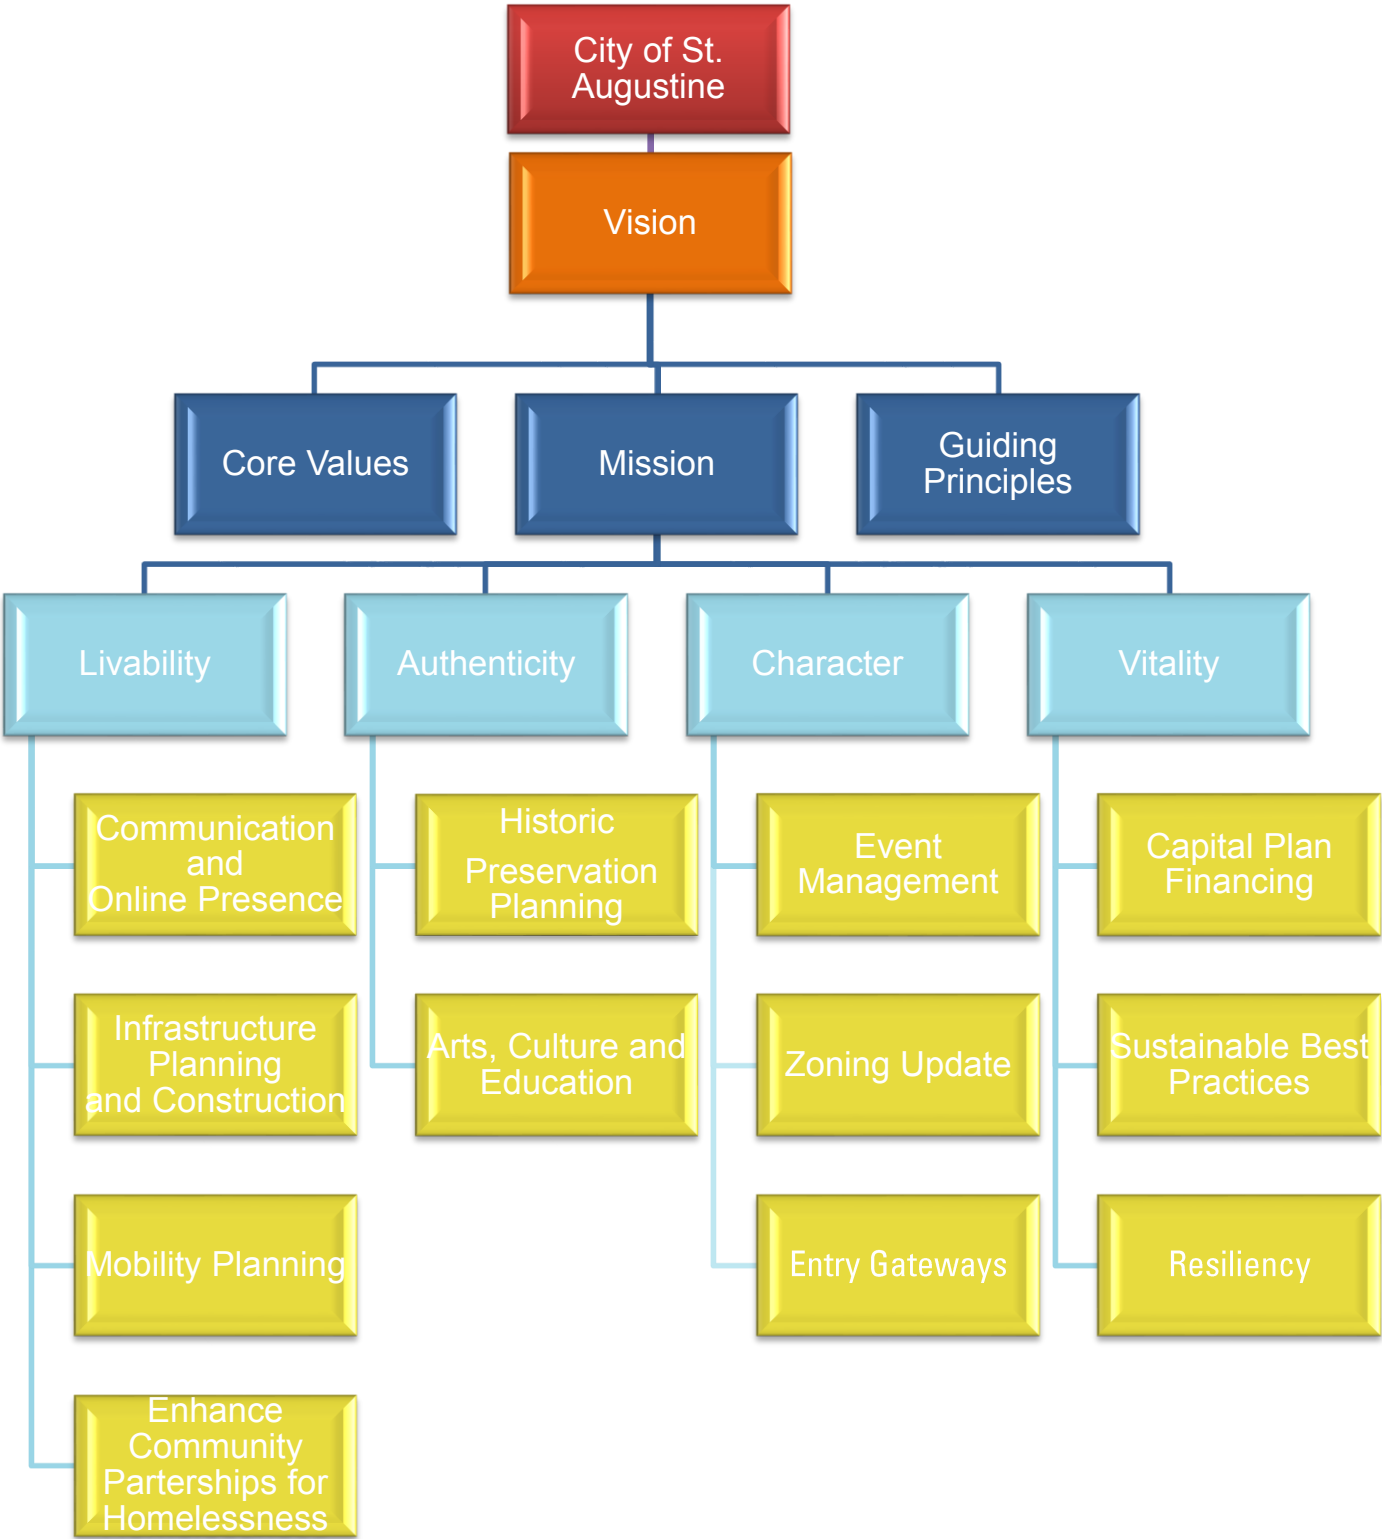 City of St.
Augustine
Vision
Core Values
Mission
Guiding
Principles
Livability
Authenticity
Character
Vitality
Communication
and
Online Presence
Historic
Preservation
Planning
Event
Management
Capital Plan
Financing
Infrastructure
Planning
and Construction
Arts, Culture and
Education
Zoning Update
Sustainable Best
Practices
Mobility Planning
Entry Gateways
Resiliency
Enhance
Community
Parterships for
Homelessness